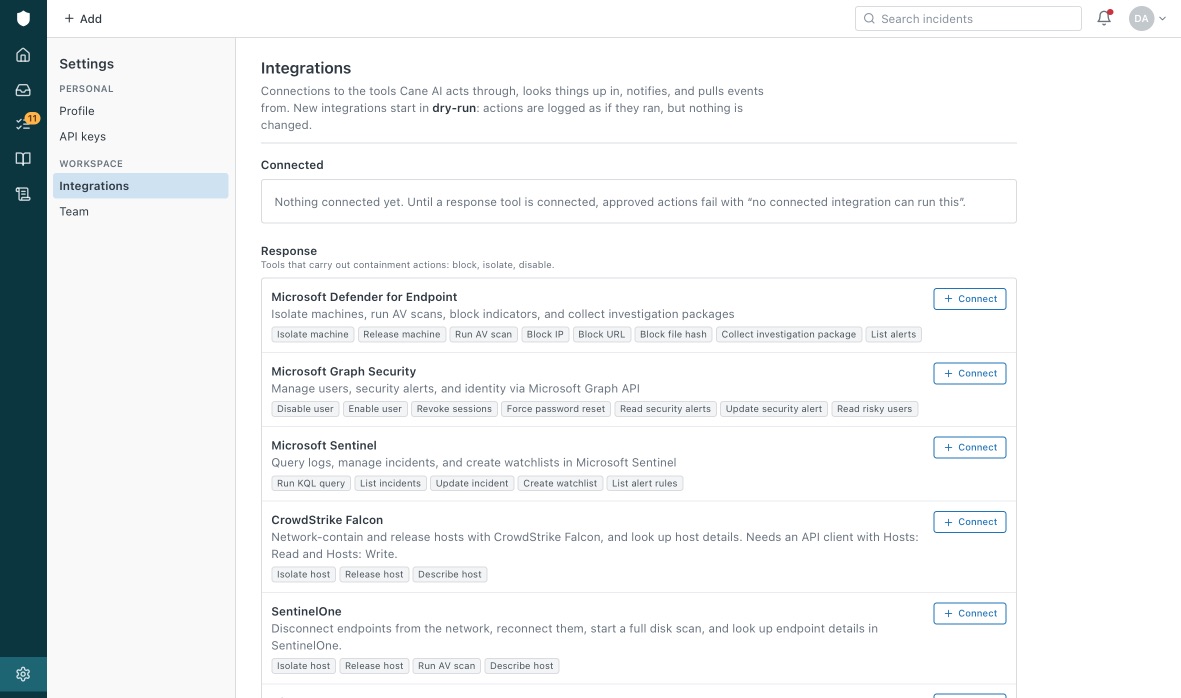 + Add
Search incidents
DA
11
Settings
PERSONAL
Profile
API keys
WORKSPACE
Integrations
Team
Integrations
Connections to the tools Cane AI acts through, looks things up in, notifies, and pulls events
from. New integrations start in dry-run: actions are logged as if they ran, but nothing is
changed.
Connected
Nothing connected yet. Until a response tool is connected, approved actions fail with “no connected integration can run this”.
Response
Tools that carry out containment actions: block, isolate, disable.
Microsoft Defender for Endpoint
+ Connect
Isolate machines, run AV scans, block indicators, and collect investigation packages
Isolate machine Release machine Run AV scan Block IP Block URL Block file hash Collect investigation package List alerts
Microsoft Graph Security
+ Connect
Manage users, security alerts, and identity via Microsoft Graph API
Disable user Enable user Revoke sessions Force password reset Read security alerts Update security alert Read risky users
Microsoft Sentinel
+ Connect
Query logs, manage incidents, and create watchlists in Microsoft Sentinel
Run KQL query List incidents Update incident Create watchlist List alert rules
CrowdStrike Falcon
+ Connect
Network-contain and release hosts with CrowdStrike Falcon, and look up host details. Needs an API client with Hosts:
Read and Hosts: Write.
Isolate host Release host Describe host
SentinelOne
+ Connect
Disconnect endpoints from the network, reconnect them, start a full disk scan, and look up endpoint details in
SentinelOne.
Isolate host Release host Run AV scan Describe host